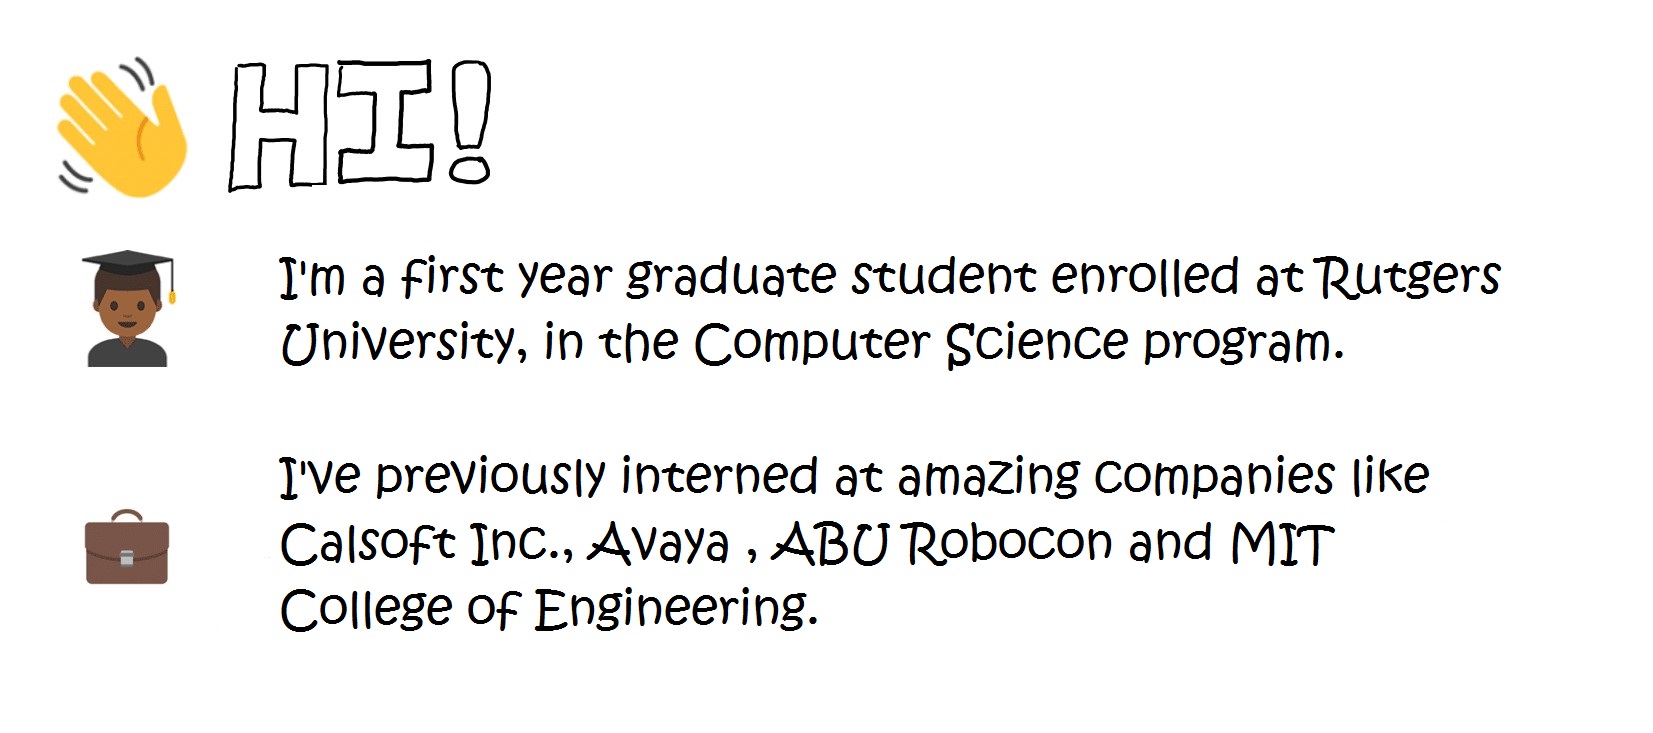 HI!
I'm a first year graduate student enrolled at Rutgers
University, in the Computer Science program.
I've previously interned at amazing companies like
Calsoft Inc., Avaya , ABU Robocon and MIT
College of Engineering.